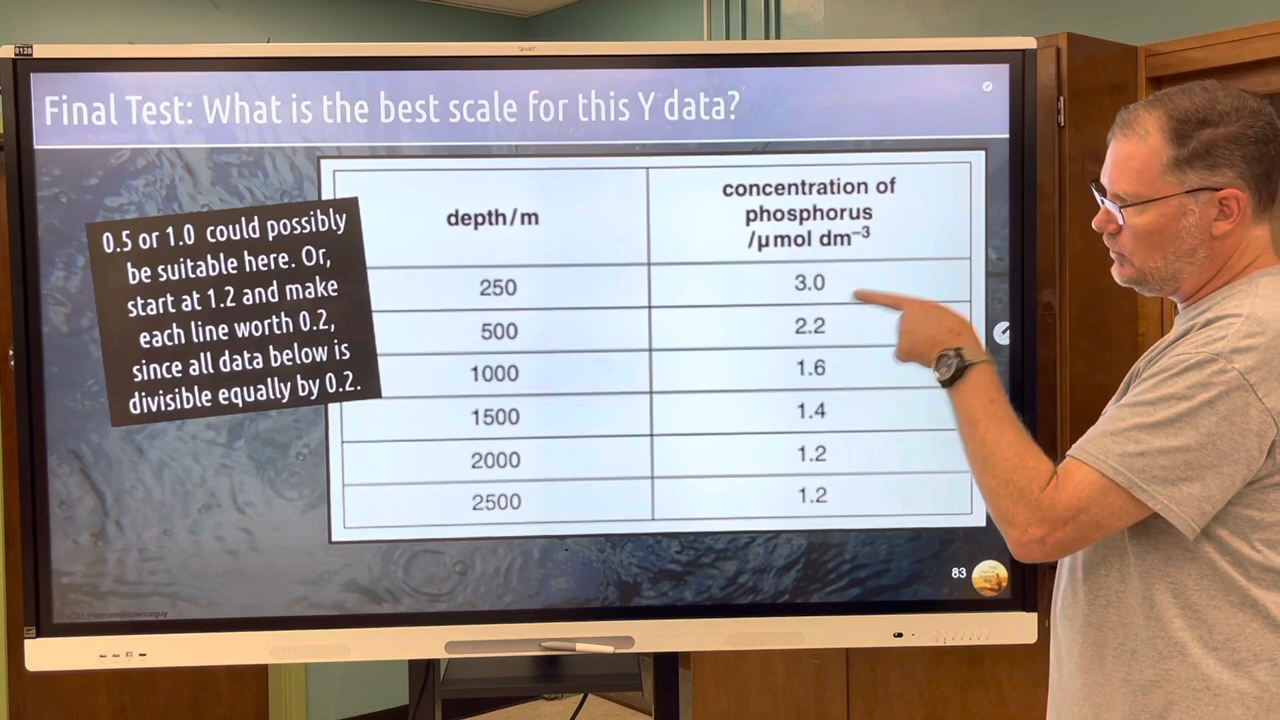 8128
SMART
Final Test: What is the best scale for this Y data?
0.5 or 1.0 could possibly
be suitable here. Or,
start at 1.2 and make
each line worth 0.2,
since all data below is
divisible equally by 0.2.
depth/m
concentration of
phosphorus
/µmol dm⁻³
250 3.0
500 2.2
1000 1.6
1500 1.4
2000 1.2
2500 1.2
83